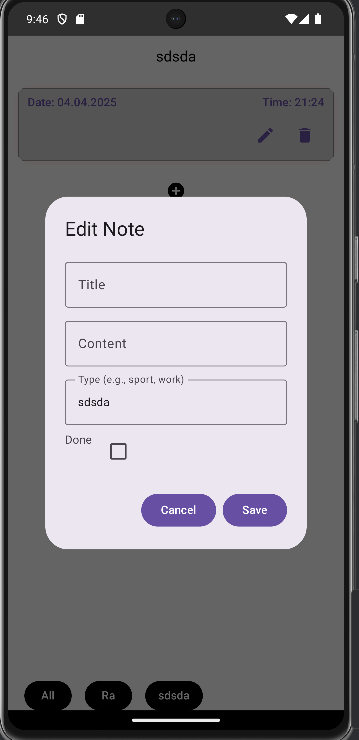 9:46
sdsda
Date: 04.04.2025 Time: 21:24
Edit Note
Title
Content
Type (e.g., sport, work)
sdsda
Done
Cancel Save
All Ra sdsda